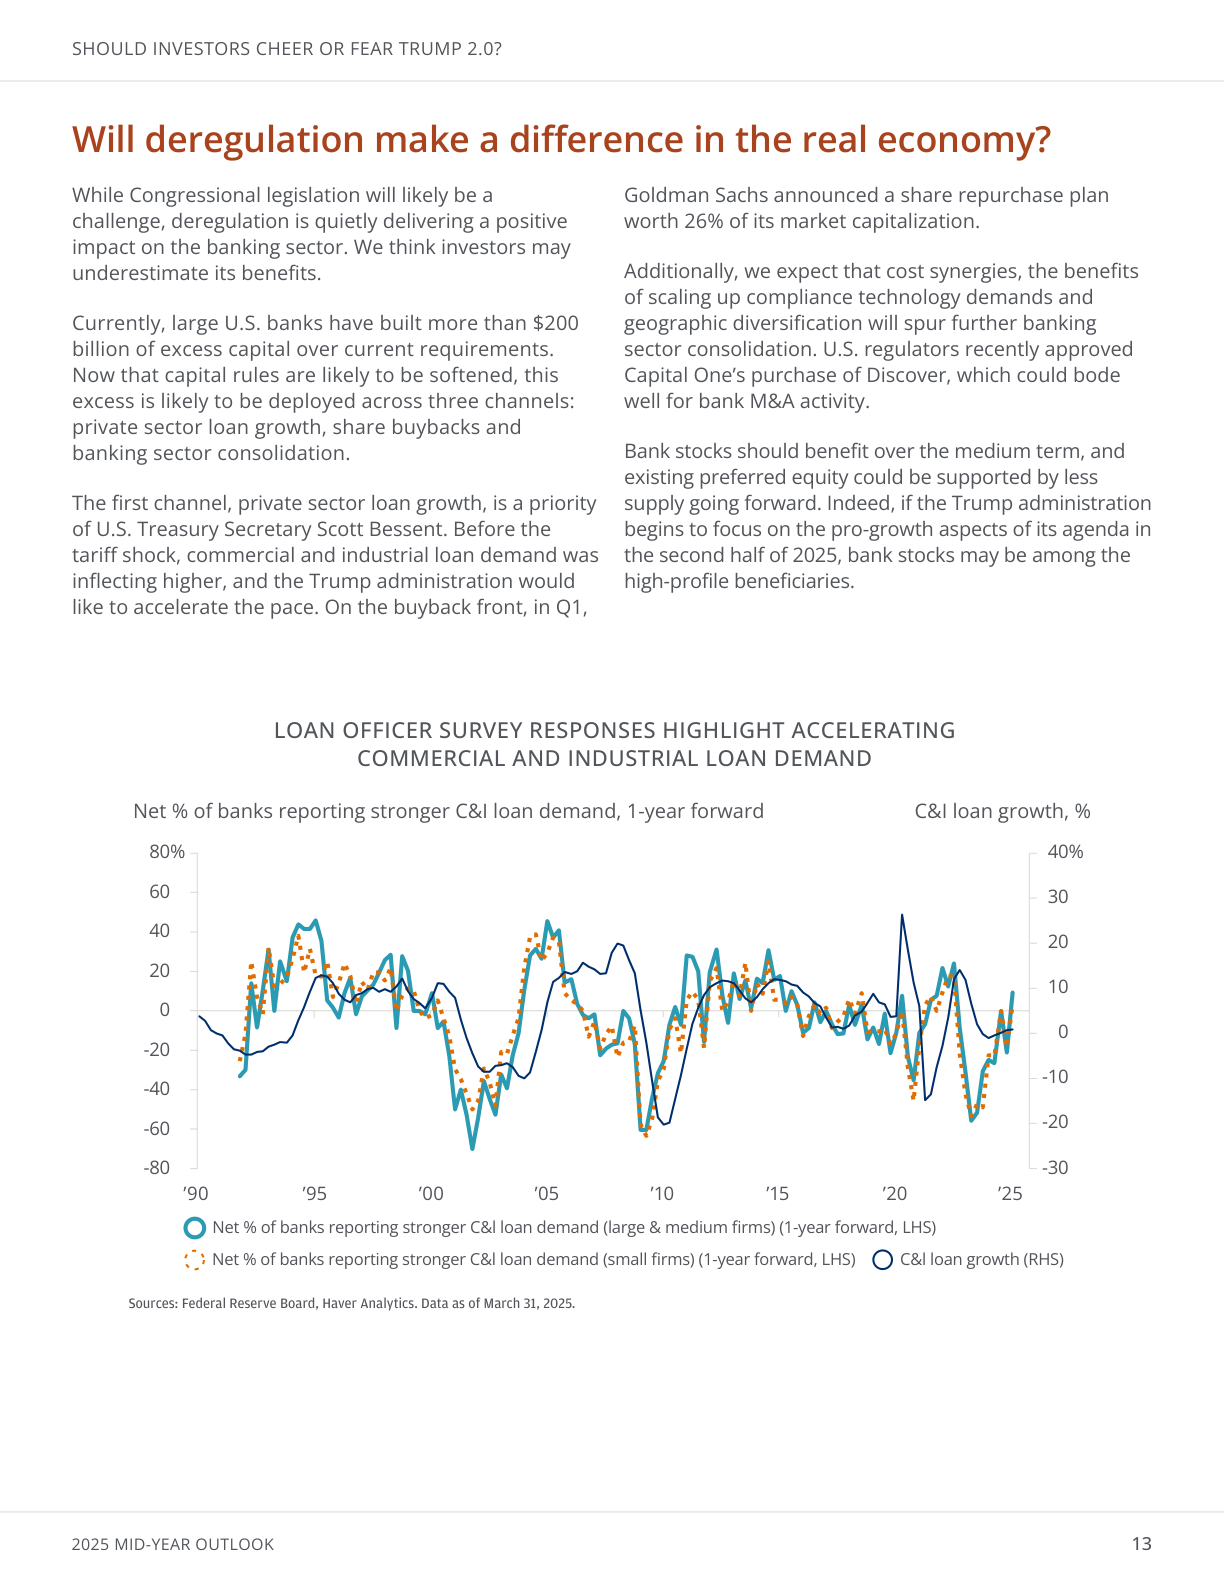 SHOULD INVESTORS CHEER OR FEAR TRUMP 2.0?
Will deregulation make a difference in the real economy?
While Congressional legislation will likely be a
challenge, deregulation is quietly delivering a positive
impact on the banking sector. We think investors may
underestimate its benefits.
Currently, large U.S. banks have built more than $200
billion of excess capital over current requirements.
Now that capital rules are likely to be softened, this
excess is likely to be deployed across three channels:
private sector loan growth, share buybacks and
banking sector consolidation.
The first channel, private sector loan growth, is a priority
of U.S. Treasury Secretary Scott Bessent. Before the
tariff shock, commercial and industrial loan demand was
inflecting higher, and the Trump administration would
like to accelerate the pace. On the buyback front, in Q1,
Goldman Sachs announced a share repurchase plan
worth 26% of its market capitalization.
Additionally, we expect that cost synergies, the benefits
of scaling up compliance technology demands and
geographic diversification will spur further banking
sector consolidation. U.S. regulators recently approved
Capital One’s purchase of Discover, which could bode
well for bank M&A activity.
Bank stocks should benefit over the medium term, and
existing preferred equity could be supported by less
supply going forward. Indeed, if the Trump administration
begins to focus on the pro-growth aspects of its agenda in
the second half of 2025, bank stocks may be among the
high-profile beneficiaries.
LOAN OFFICER SURVEY RESPONSES HIGHLIGHT ACCELERATING
COMMERCIAL AND INDUSTRIAL LOAN DEMAND
Net % of banks reporting stronger C&I loan demand, 1-year forward
C&I loan growth, %
80%
60
40
20
0
-20
-40
-60
-80
40%
30
20
10
0
-10
-20
-30
’90 ’95 ’00 ’05 ’10 ’15 ’20 ’25
Net % of banks reporting stronger C&I loan demand (large & medium firms) (1-year forward, LHS)
Net % of banks reporting stronger C&I loan demand (small firms) (1-year forward, LHS) C&I loan growth (RHS)
Sources: Federal Reserve Board, Haver Analytics. Data as of March 31, 2025.
2025 MID-YEAR OUTLOOK 13